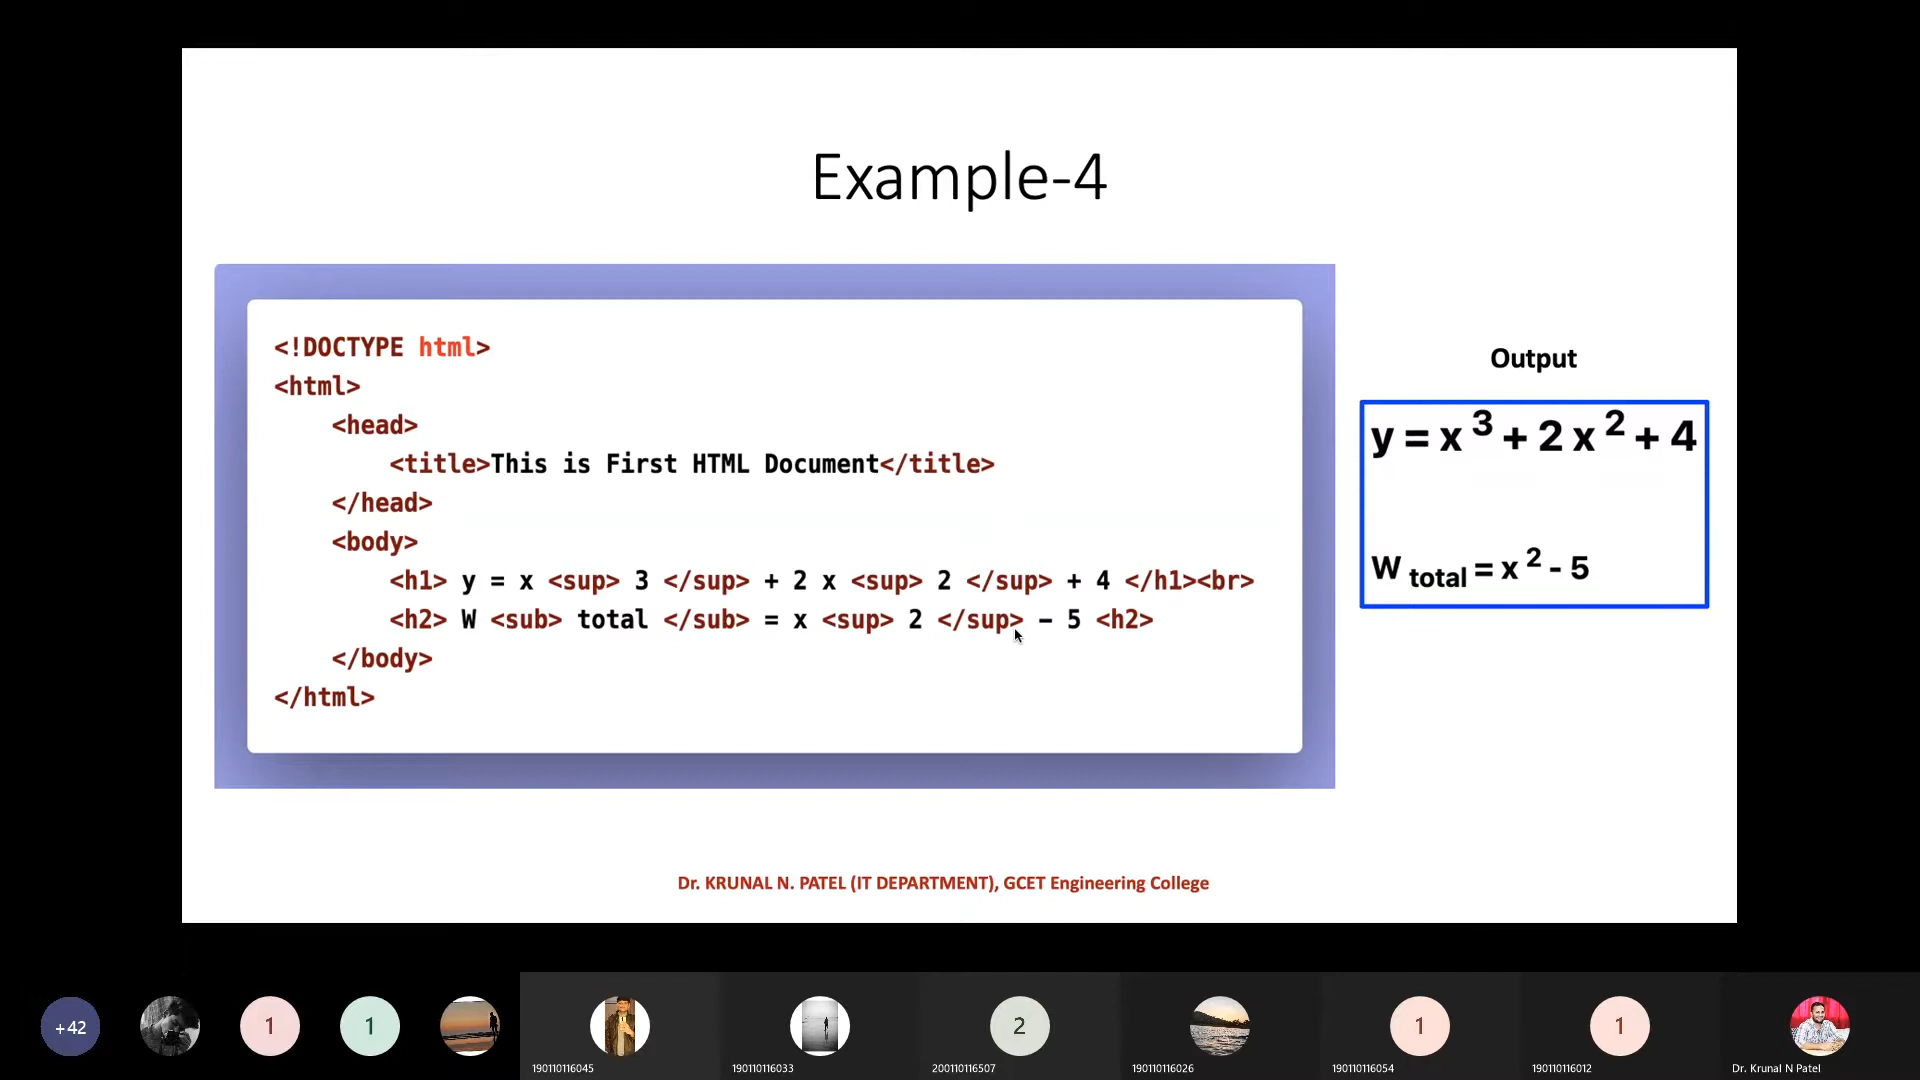 Example-4
<!DOCTYPE html>
<html>
<head>
<title>This is First HTML Document</title>
</head>
<body>
<h1> y = x <sup> 3 </sup> + 2 x <sup> 2 </sup> + 4 </h1><br>
<h2> W <sub> total </sub> = x <sup> 2 </sup> - 5 <h2>
</body>
</html>
Output
y = x 3 + 2 x 2 + 4
W total = x 2 - 5
Dr. KRUNAL N. PATEL (IT DEPARTMENT), GCET Engineering College
+42
1
1
2
1
1
190110116045
190110116033
200110116507
190110116026
190110116054
190110116012
Dr. Krunal N Patel